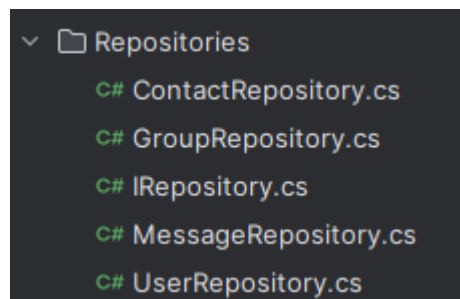 Repositories
C# ContactRepository.cs
C# GroupRepository.cs
C# IRepository.cs
C# MessageRepository.cs
C# UserRepository.cs